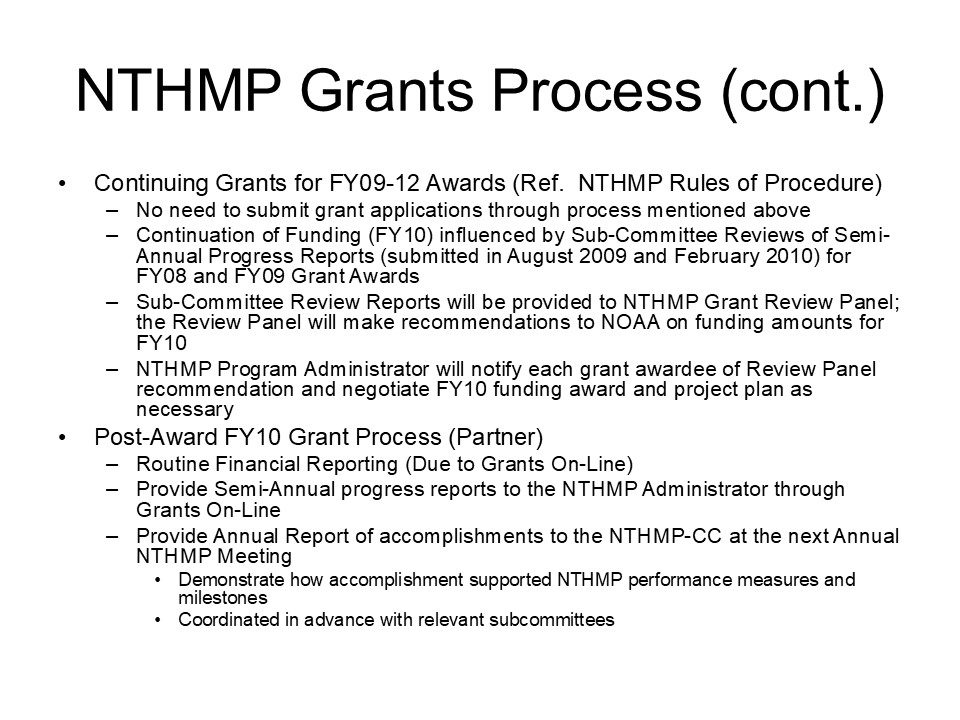 NTHMP Grants Process (cont.)
• Continuing Grants for FY09-12 Awards (Ref.  NTHMP Rules of Procedure)
– No need to submit grant applications through process mentioned above
– Continuation of Funding (FY10) influenced by Sub-Committee Reviews of Semi-
Annual Progress Reports (submitted in August 2009 and February 2010) for
FY08 and FY09 Grant Awards
– Sub-Committee Review Reports will be provided to NTHMP Grant Review Panel;
the Review Panel will make recommendations to NOAA on funding amounts for
FY10
– NTHMP Program Administrator will notify each grant awardee of Review Panel
recommendation and negotiate FY10 funding award and project plan as
necessary
• Post-Award FY10 Grant Process (Partner)
– Routine Financial Reporting (Due to Grants On-Line)
– Provide Semi-Annual progress reports to the NTHMP Administrator through
Grants On-Line
– Provide Annual Report of accomplishments to the NTHMP-CC at the next Annual
NTHMP Meeting
• Demonstrate how accomplishment supported NTHMP performance measures and
milestones
• Coordinated in advance with relevant subcommittees